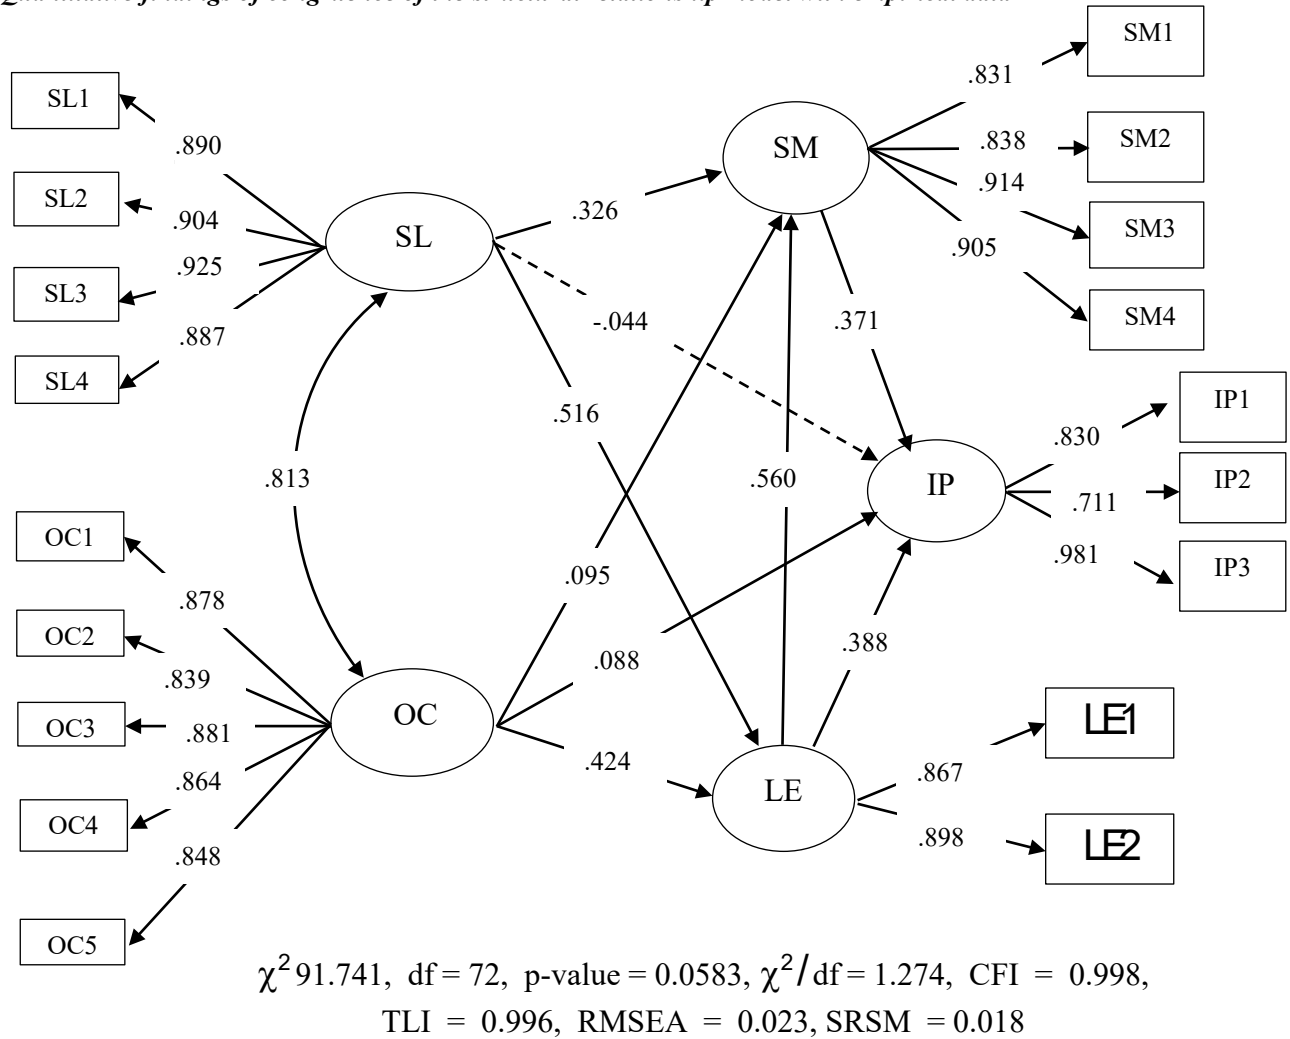 SM1
.831
SL1
.890
SM
.838
SM2
.914
SL2
.904
.326
SM3
SL
.905
.925
SL3
-.044
.371
SM4
.887
SL4
.516
IP1
.830
.813
.560
IP
IP2
.711
OC1
.981
IP3
.095
.878
OC2
.388
.088
.839
OC3
.881
OC
LE1
.424
.864
.867
LE
OC4
.898
LE2
.848
OC5
χ² 91.741, df = 72, p-value = 0.0583, χ²/df = 1.274, CFI = 0.998,
TLI = 0.996, RMSEA = 0.023, SRSM = 0.018